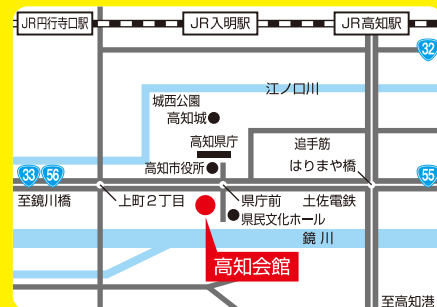 JR円行寺口駅
JR入明駅
JR高知駅
32
江ノ口川
城西公園
高知城
高知県庁
追手筋
高知市役所
はりまや橋
33 56
55
至鏡川橋
上町2丁目
県庁前
土佐電鉄
県民文化ホール
鏡川
高知会館
至高知港